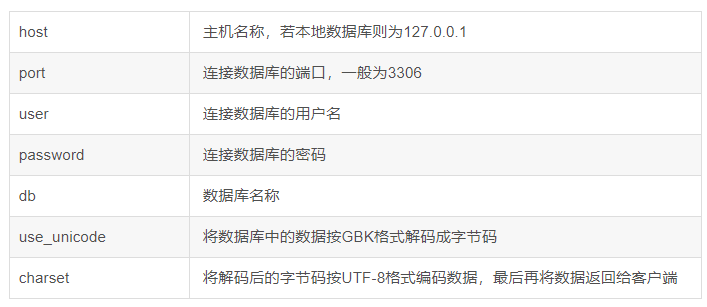 host 主机名称，若本地数据库则为127.0.0.1
port 连接数据库的端口，一般为3306
user 连接数据库的用户名
password 连接数据库的密码
db 数据库名称
use_unicode 将数据库中的数据按GBK格式解码成字节码
charset 将解码后的字节码按UTF-8格式编码数据，最后再将数据返回给客户端